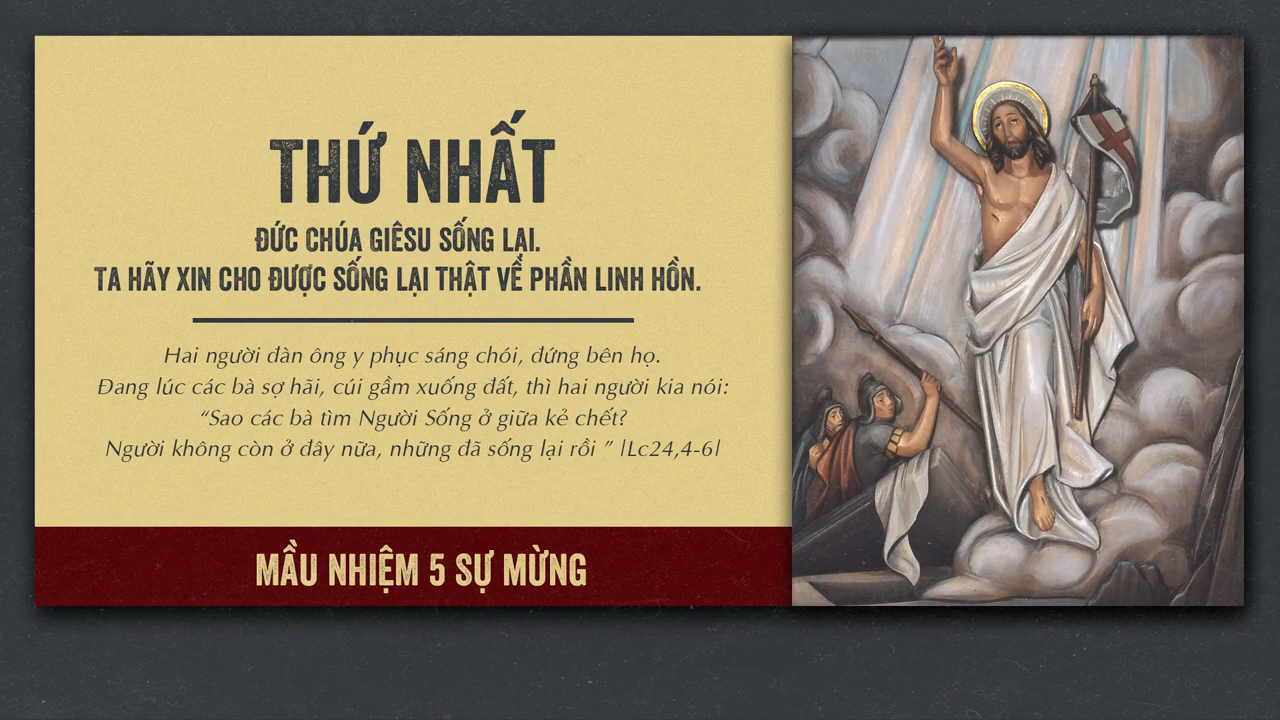 THỨ NHẤT
ĐỨC CHÚA GIÊSU SỐNG LẠI.
TA HÃY XIN CHO ĐƯỢC SỐNG LẠI THẬT VỀ PHẦN LINH HỒN.
Hai người đàn ông y phục sáng chói, đứng bên họ.
Đang lúc các bà sợ hãi, cúi gầm xuống đất, thì hai người kia nói:
“Sao các bà tìm Người Sống ở giữa kẻ chết?
Người không còn ở đây nữa, những đã sống lại rồi ” |Lc24,4-6|
MẦU NHIỆM 5 SỰ MỪNG